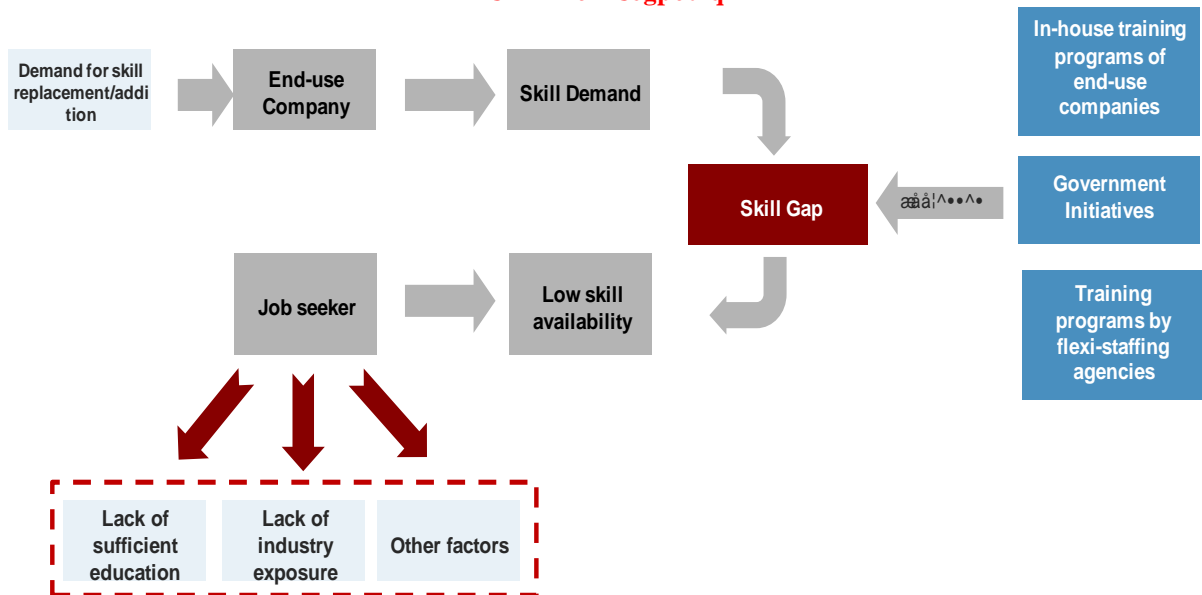 In-house training
programs of
end-use
companies
Demand for skill
replacement/addi
tion
End-use
Company
Skill Demand
Skill Gap
Government
Initiatives
Job seeker
Low skill
availability
Training
programs by
flexi-staffing
agencies
Lack of
sufficient
education
Lack of
industry
exposure
Other factors